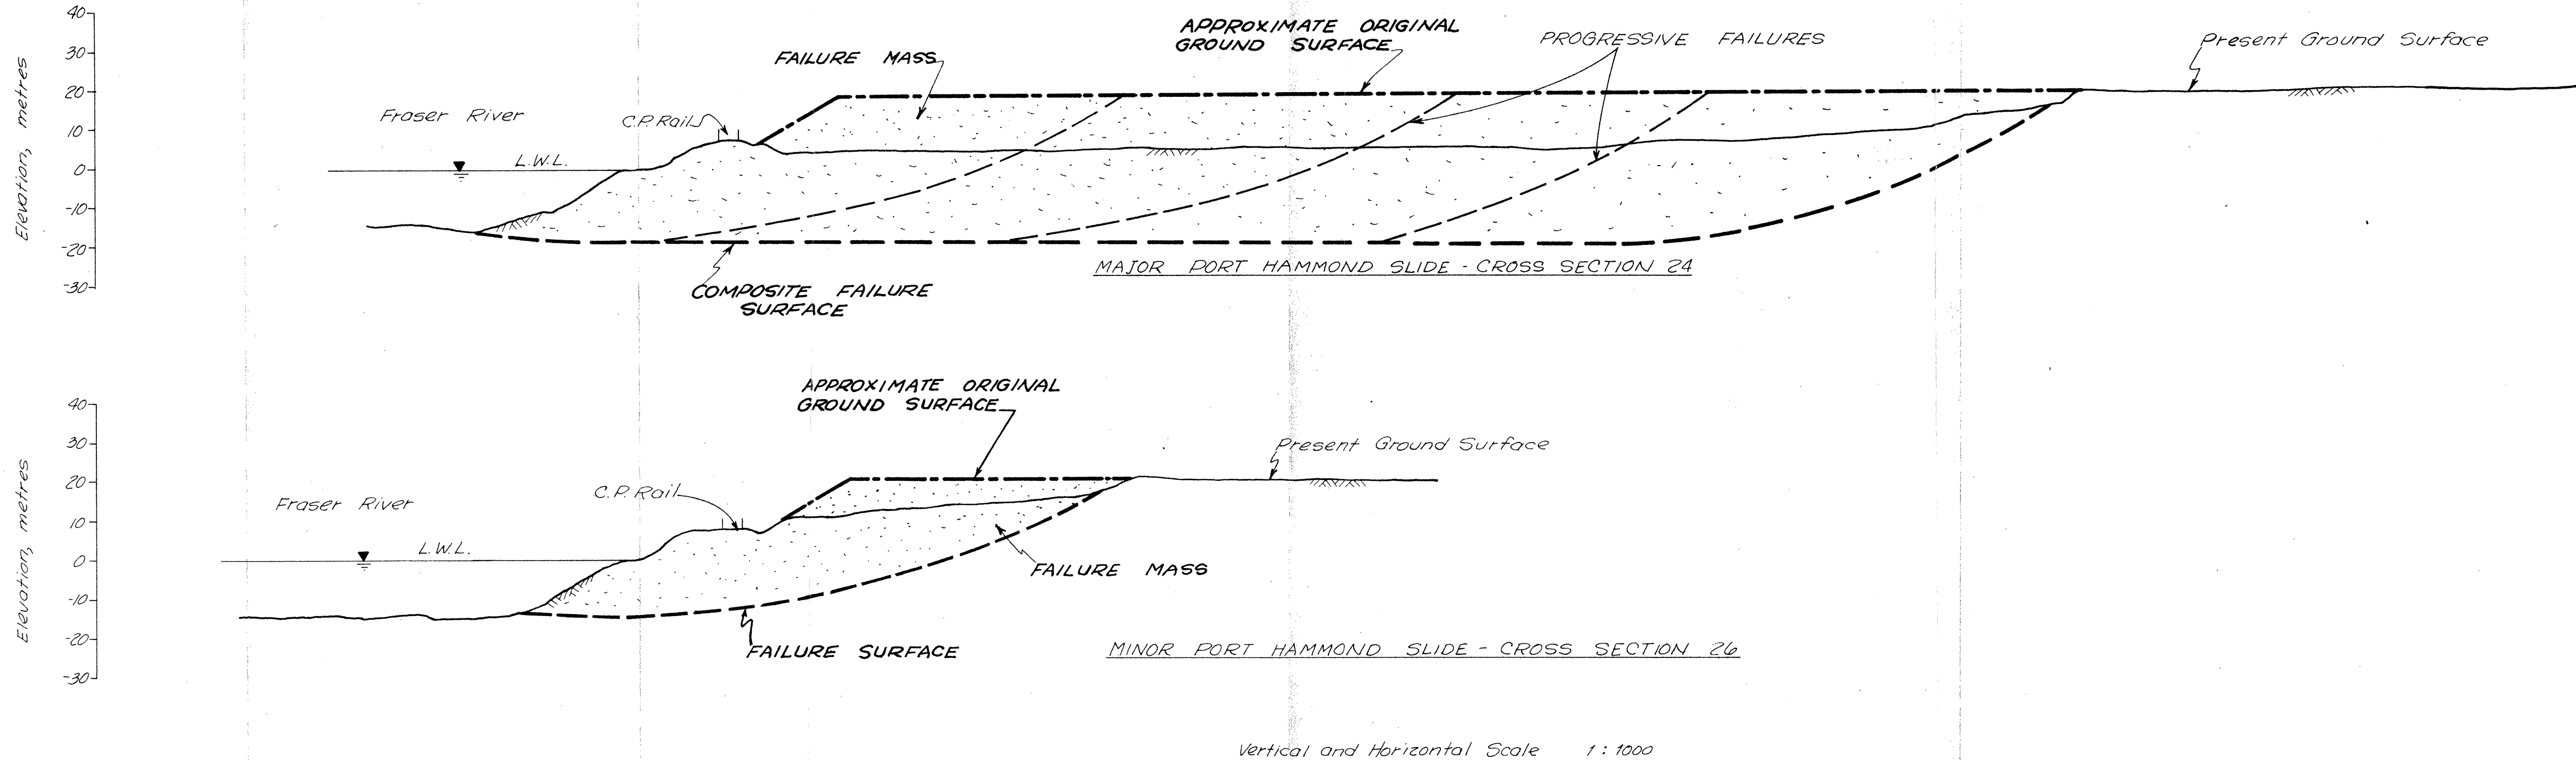 40
30
20
10
0
-10
-20
-30
Elevation, metres
APPROXIMATE ORIGINAL
GROUND SURFACE
FAILURE MASS
PROGRESSIVE FAILURES
Present Ground Surface
Fraser River
C.P. Rail
L.W.L.
MAJOR PORT HAMMOND SLIDE - CROSS SECTION 24
COMPOSITE FAILURE
SURFACE
40
30
20
10
0
-10
-20
-30
Elevation, metres
APPROXIMATE ORIGINAL
GROUND SURFACE
Present Ground Surface
C.P. Rail
Fraser River
L.W.L.
FAILURE MASS
FAILURE SURFACE
MINOR PORT HAMMOND SLIDE - CROSS SECTION 26
Vertical and Horizontal Scale 1 : 1000